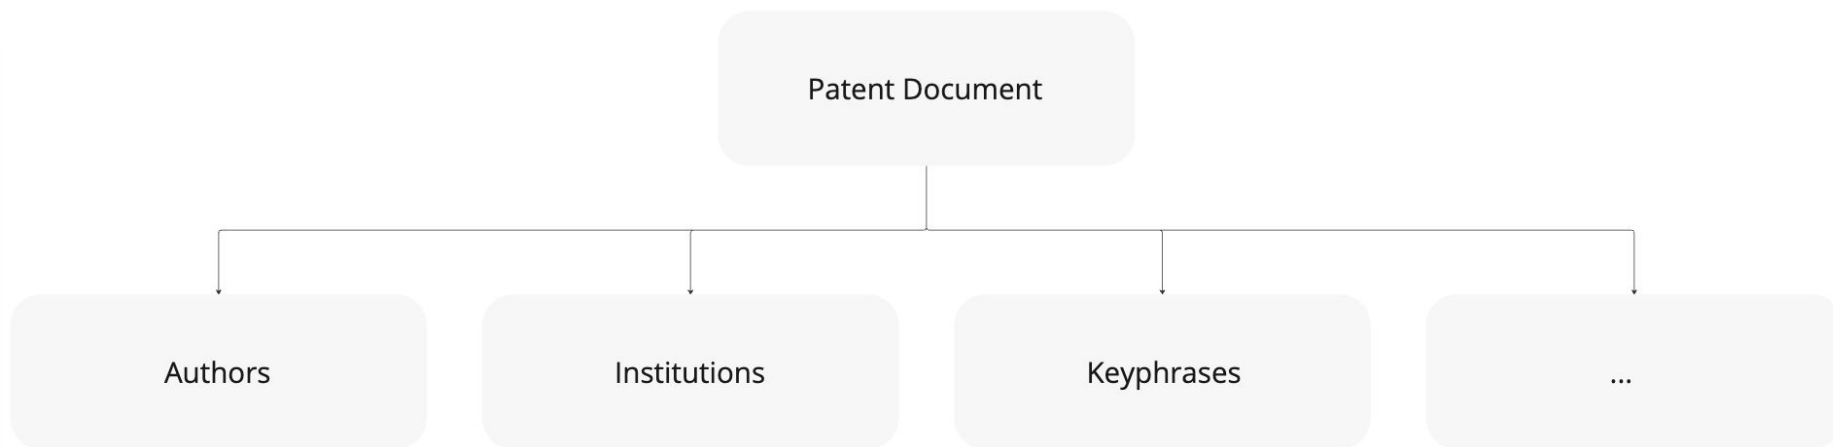 Patent Document
Authors
Institutions
Keyphrases
...